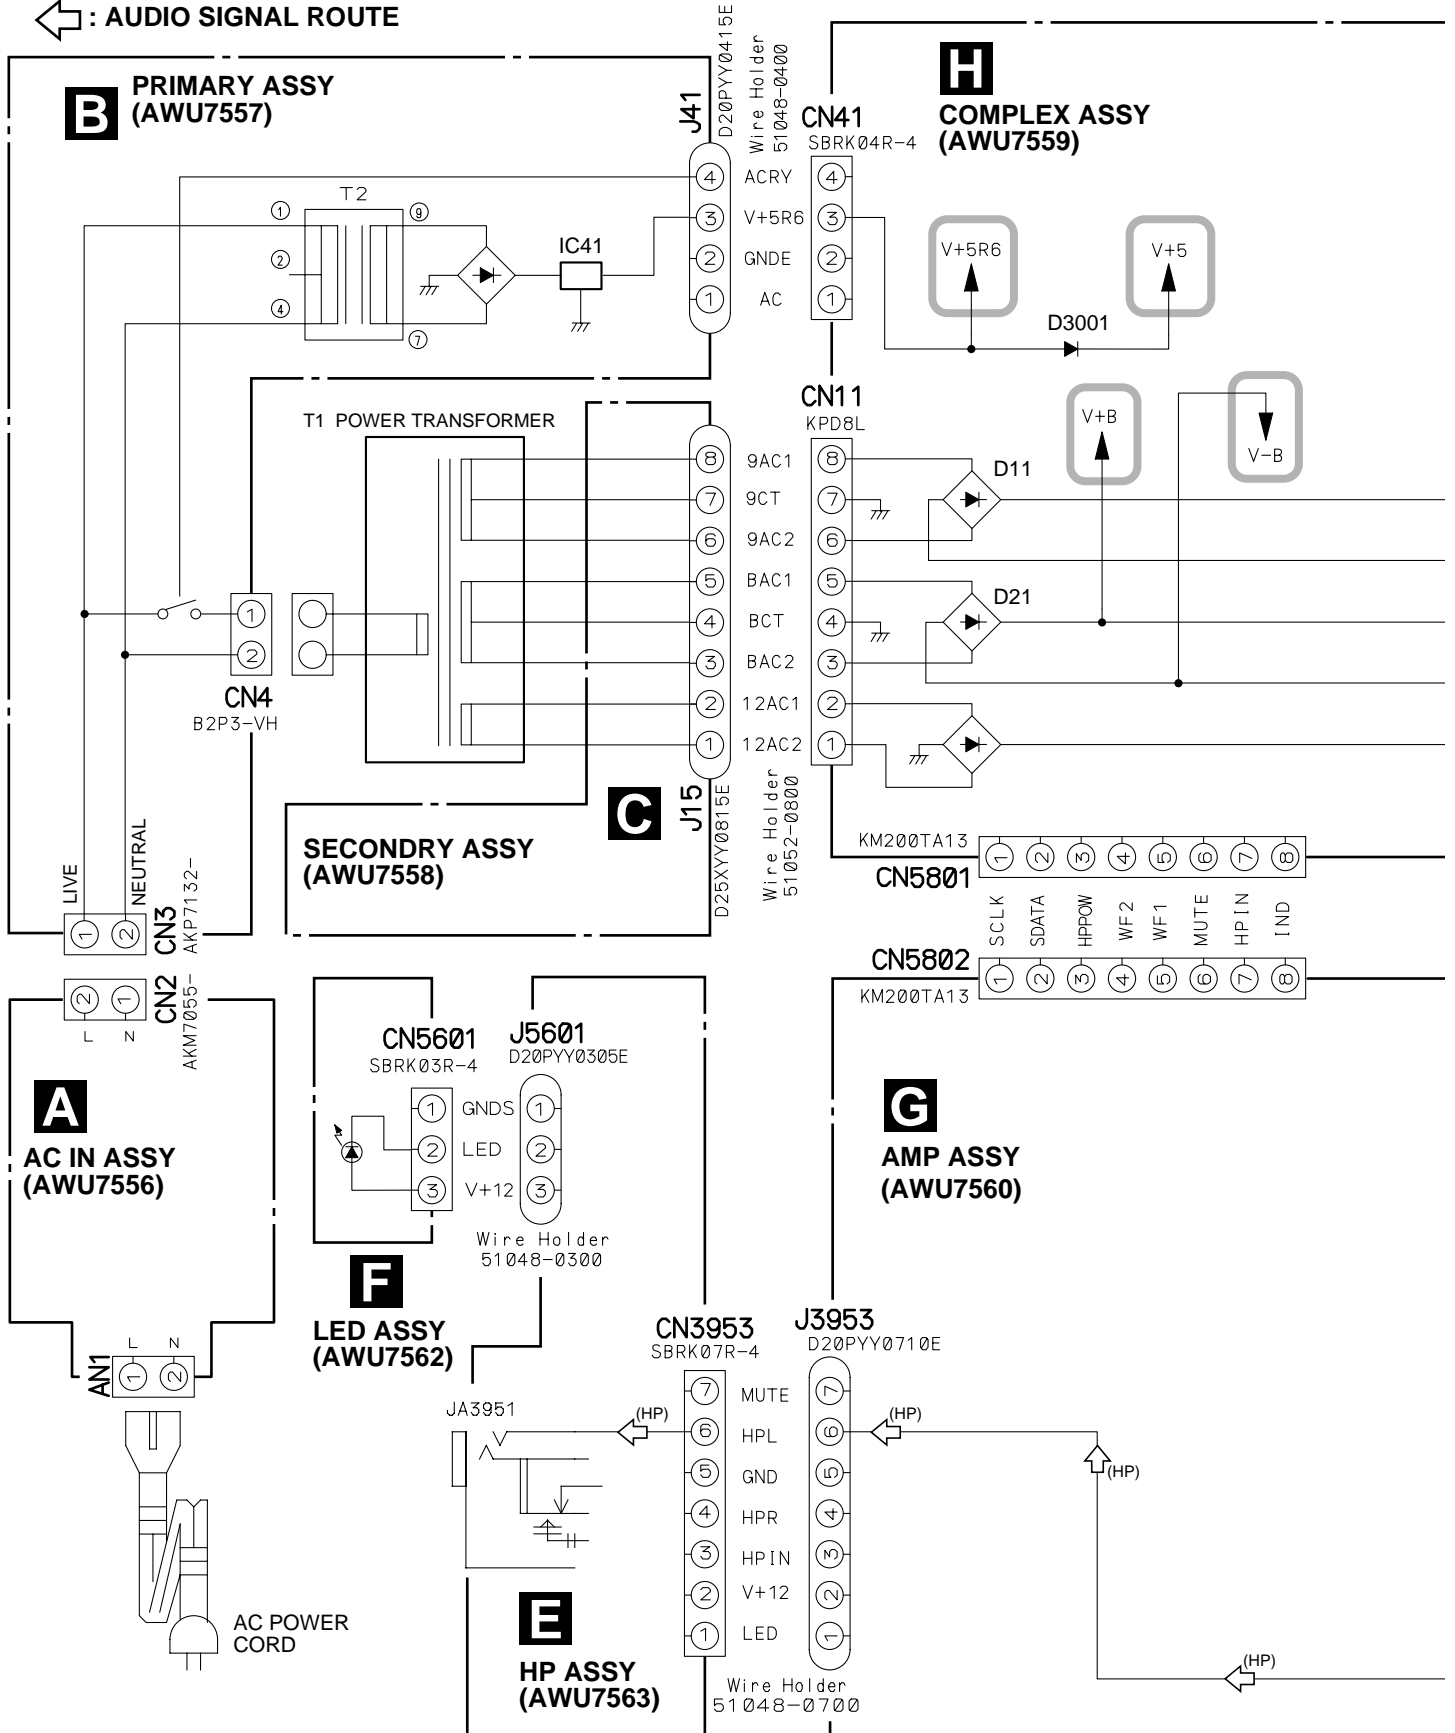 : AUDIO SIGNAL ROUTE
B
PRIMARY ASSY
(AWU7557)
J41
D20PYY0415E
Wire Holder
51048-0400
CN41
SBRK04R-4
H
COMPLEX ASSY
(AWU7559)
4 ACRY 4
3 V+5R6 3
2 GNDE 2
1 AC 1
T2
1
2
4
9
7
IC41
V+5R6
V+5
D3001
T1 POWER TRANSFORMER
CN11
KPD8L
V+B
V-B
8 9AC1 8
7 9CT 7
6 9AC2 6
5 BAC1 5
4 BCT 4
3 BAC2 3
2 12AC1 2
1 12AC2 1
D11
D21
1
2
CN4
B2P3-VH
C
J15
D25XYY0815E
Wire Holder
51052-0800
SECONDRY ASSY
(AWU7558)
LIVE
NEUTRAL
1 2
CN3
AKP7132-
2 1
L N
CN2
AKM7055-
KM200TA13
CN5801
1 2 3 4 5 6 7 8
SCLK
SDATA
HPPOW
WF2
WF1
MUTE
HPIN
IND
CN5802
KM200TA13
1 2 3 4 5 6 7 8
A
AC IN ASSY
(AWU7556)
CN5601
SBRK03R-4
J5601
D20PYY0305E
1 GNDS 1
2 LED 2
3 V+12 3
Wire Holder
51048-0300
F
LED ASSY
(AWU7562)
G
AMP ASSY
(AWU7560)
L N
AN1
1 2
AC POWER
CORD
CN3953
SBRK07R-4
J3953
D20PYY0710E
JA3951
7 MUTE 7
(HP)
6 HPL 6
(HP)
5 GND 5
(HP)
4 HPR 4
3 HPIN 3
2 V+12 2
1 LED 1
E
HP ASSY
(AWU7563)
Wire Holder
51048-0700
(HP)